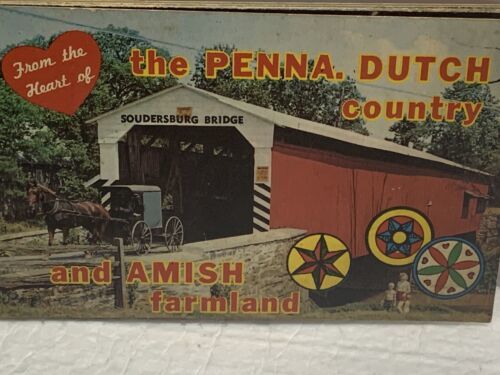 From the
Heart of
the PENNA. DUTCH
country
SOUDERSBURG BRIDGE
and AMISH
farmland